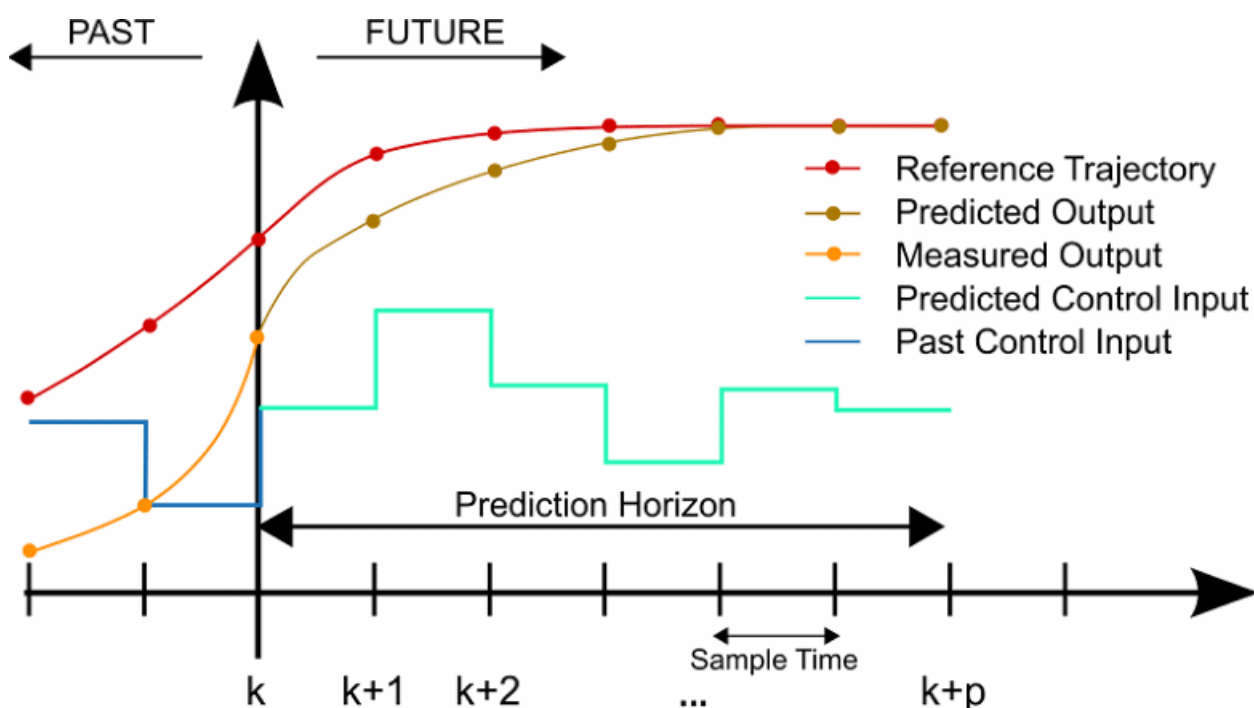 PAST
FUTURE
Reference Trajectory
Predicted Output
Measured Output
Predicted Control Input
Past Control Input
Prediction Horizon
Sample Time
k
k+1
k+2
...
k+p